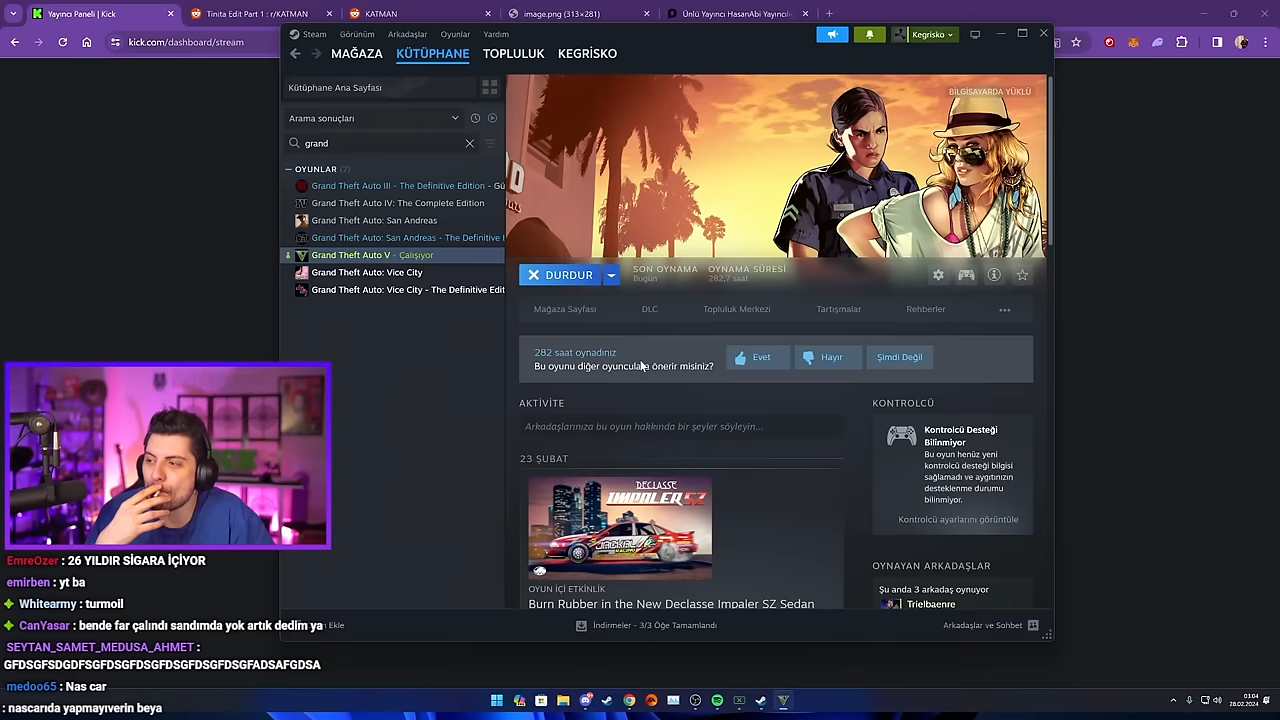 Yayıncı Paneli | Kick
Tinita Edit Part 1 : r/KATMAN
KATMAN
image.png (313×281)
Ünlü Yayıncı HasanAbi Yayıncılığ
kick.com/dashboard/stream
Steam Görünüm Arkadaşlar Oyunlar Yardım
Kegrisko
MAĞAZA KÜTÜPHANE TOPLULUK KEGRİSKO
Kütüphane Ana Sayfası
Arama sonuçları
grand
OYUNLAR (7)
Grand Theft Auto III - The Definitive Edition - Gü
Grand Theft Auto IV: The Complete Edition
Grand Theft Auto: San Andreas
Grand Theft Auto: San Andreas - The Definitive E
Grand Theft Auto V - Çalışıyor
Grand Theft Auto: Vice City
Grand Theft Auto: Vice City - The Definitive Edit
BİLGİSAYARDA YÜKLÜ
DURDUR
SON OYNAMA
Bugün
OYNAMA SÜRESİ
282,7 saat
Mağaza Sayfası DLC Topluluk Merkezi Tartışmalar Rehberler
282 saat oynadınız
Bu oyunu diğer oyunculara önerir misiniz?
Evet Hayır Şimdi Değil
AKTİVİTE
Arkadaşlarınıza bu oyun hakkında bir şeyler söyleyin...
23 ŞUBAT
DECLASSE
IMPALER SZ
OYUN İÇİ ETKİNLİK
Burn Rubber in the New Declasse Impaler SZ Sedan
KONTROLCÜ
Kontrolcü Desteği
Bilinmiyor
Bu oyun henüz yeni
kontrolcü desteği bilgisi
sağlamadı ve aygıtınızın
desteklenme durumu
bilinmiyor.
Kontrolcü ayarlarını görüntüle
OYNAYAN ARKADAŞLAR
Şu anda 3 arkadaş oynuyor
Trielbaenre
Ekle
İndirmeler - 3/3 Öğe Tamamlandı
Arkadaşlar ve Sohbet
EmreOzer : 26 YILDIR SİGARA İÇİYOR
emirben : yt ba
Whitearmy : turmoil
CanYasar : bende far çalındı sandımda yok artık dedim ya
SEYTAN_SAMET_MEDUSA_AHMET :
GFDSGFSDGDFSGFDSGFDSGFDSGFDSGFDSGFDSGFADSAFGDSA
medoo65 : Nas car
: nascarıda yapmayıverin beya
03:04
28.02.2024